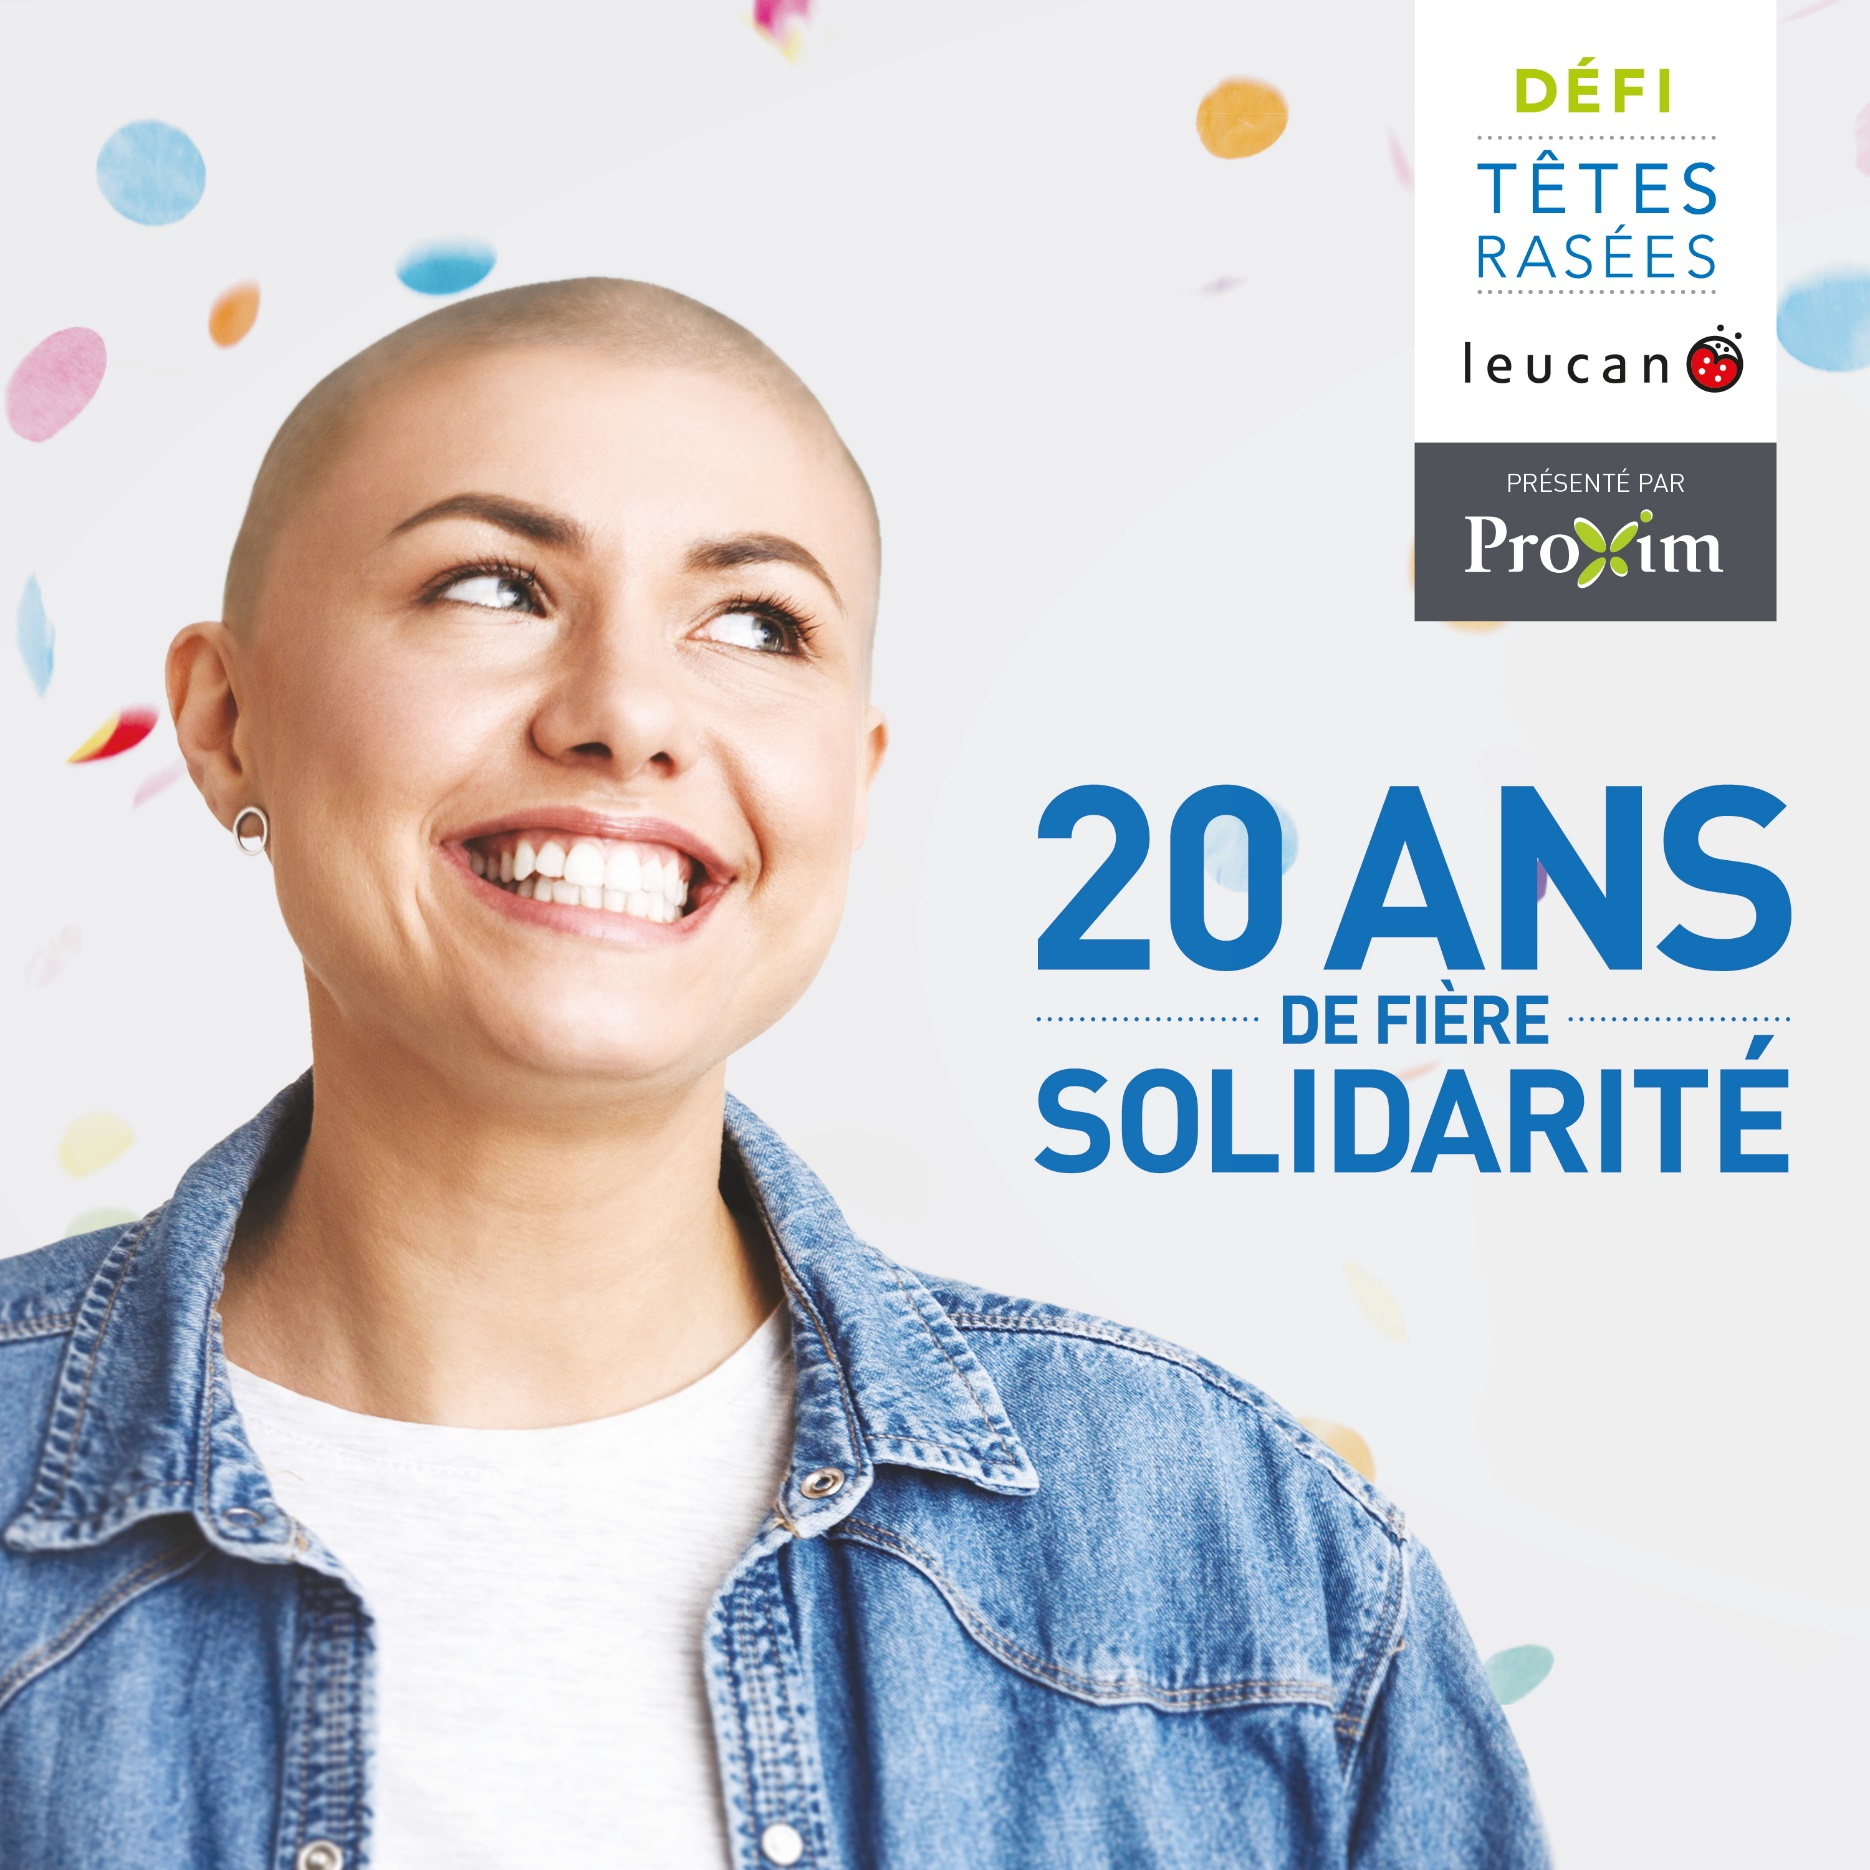 DÉFI
TÊTES
RASÉES
leucan
PRÉSENTÉ PAR
Proxim
20 ANS
DE FIÈRE
SOLIDARITÉ